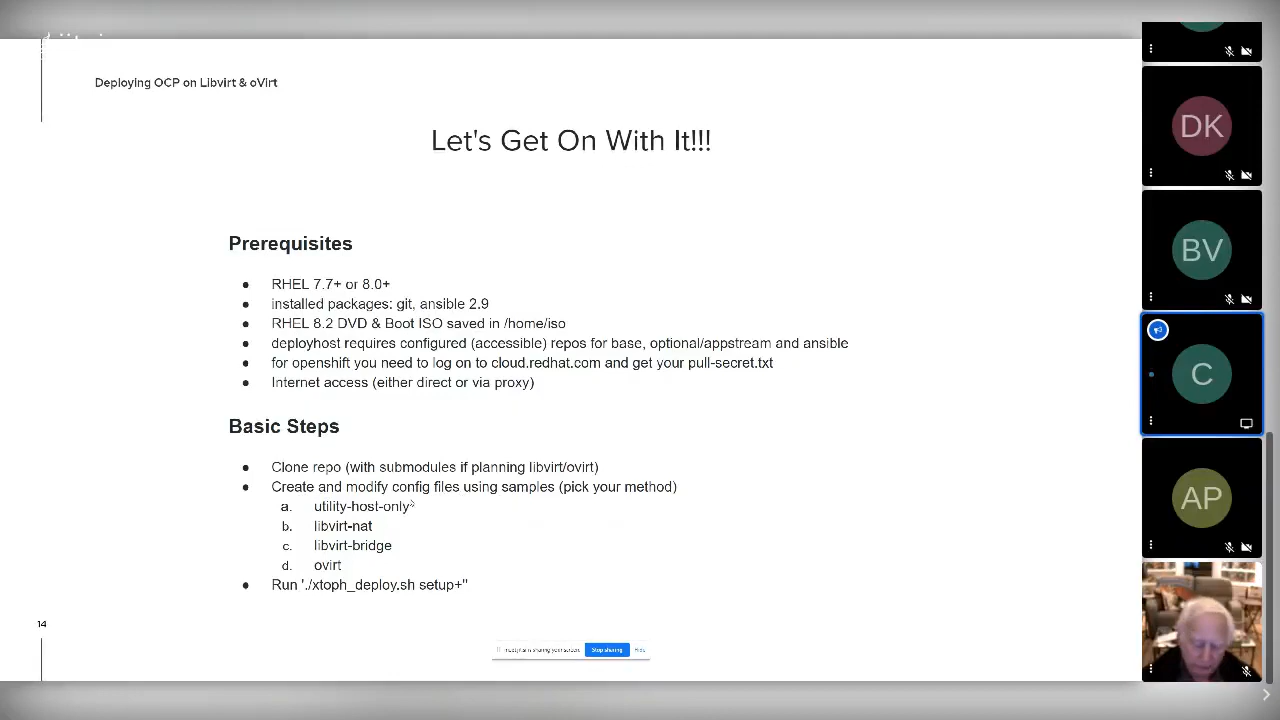 Deploying OCP on Libvirt & oVirt
Let's Get On With It!!!
Prerequisites
● RHEL 7.7+ or 8.0+
● installed packages: git, ansible 2.9
● RHEL 8.2 DVD & Boot ISO saved in /home/iso
● deployhost requires configured (accessible) repos for base, optional/appstream and ansible
● for openshift you need to log on to cloud.redhat.com and get your pull-secret.txt
● Internet access (either direct or via proxy)
Basic Steps
● Clone repo (with submodules if planning libvirt/ovirt)
● Create and modify config files using samples (pick your method)
a. utility-host-only
b. libvirt-nat
c. libvirt-bridge
d. ovirt
● Run './xtoph_deploy.sh setup+"
14
is sharing your screen.
Stop sharing
Hide
DK
BV
C
AP